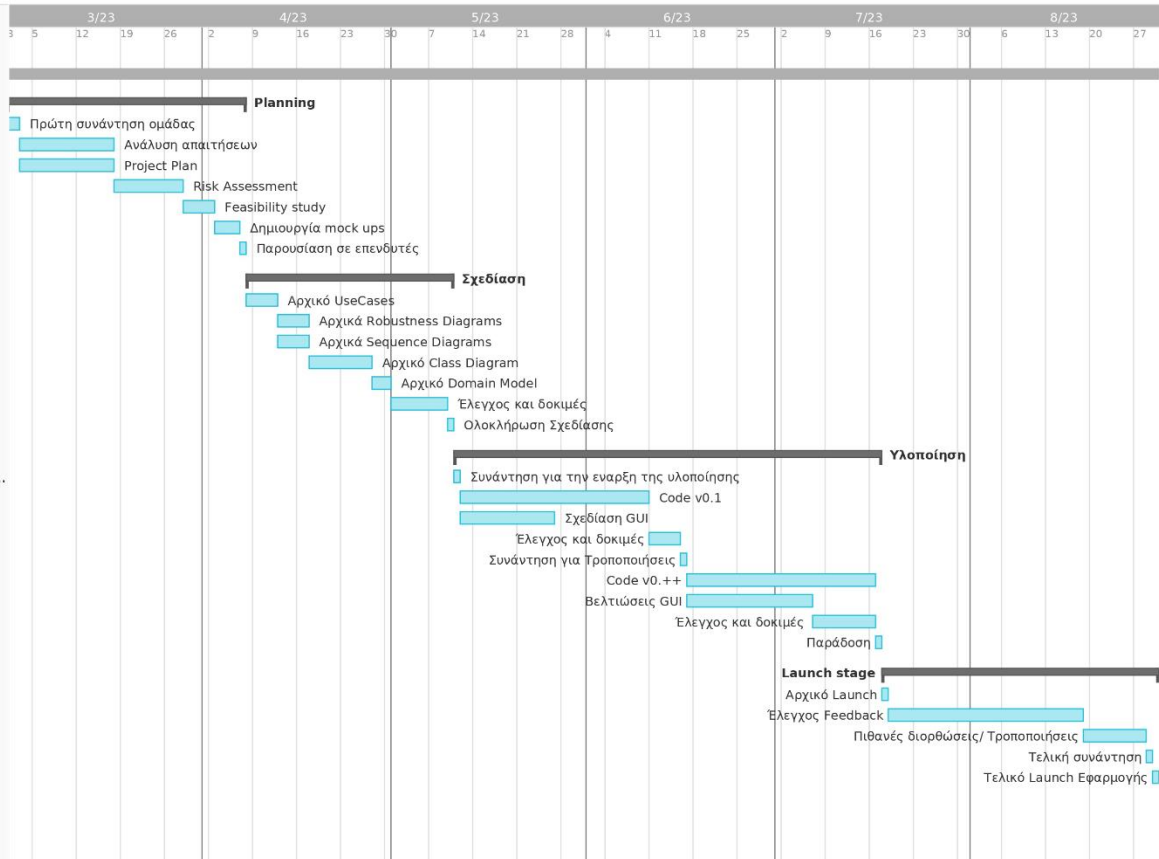 3/23 4/23 5/23 6/23 7/23 8/23
5 12 19 26 2 9 16 23 30 7 14 21 28 4 11 18 25 2 9 16 23 30 6 13 20 27
Planning
Πρώτη συνάντηση ομάδας
Ανάλυση απαιτήσεων
Project Plan
Risk Assessment
Feasibility study
Δημιουργία mock ups
Παρουσίαση σε επενδυτές
Σχεδίαση
Αρχικό UseCases
Αρχικά Robustness Diagrams
Αρχικά Sequence Diagrams
Αρχικό Class Diagram
Αρχικό Domain Model
Έλεγχος και δοκιμές
Ολοκλήρωση Σχεδίασης
Υλοποίηση
Συνάντηση για την εναρξη της υλοποίησης
Code v0.1
Σχεδίαση GUI
Έλεγχος και δοκιμές
Συνάντηση για Τροποποιήσεις
Code v0.++
Βελτιώσεις GUI
Έλεγχος και δοκιμές
Παράδοση
Launch stage
Αρχικό Launch
Έλεγχος Feedback
Πιθανές διορθώσεις/ Τροποποιήσεις
Τελική συνάντηση
Τελικό Launch Εφαρμογής